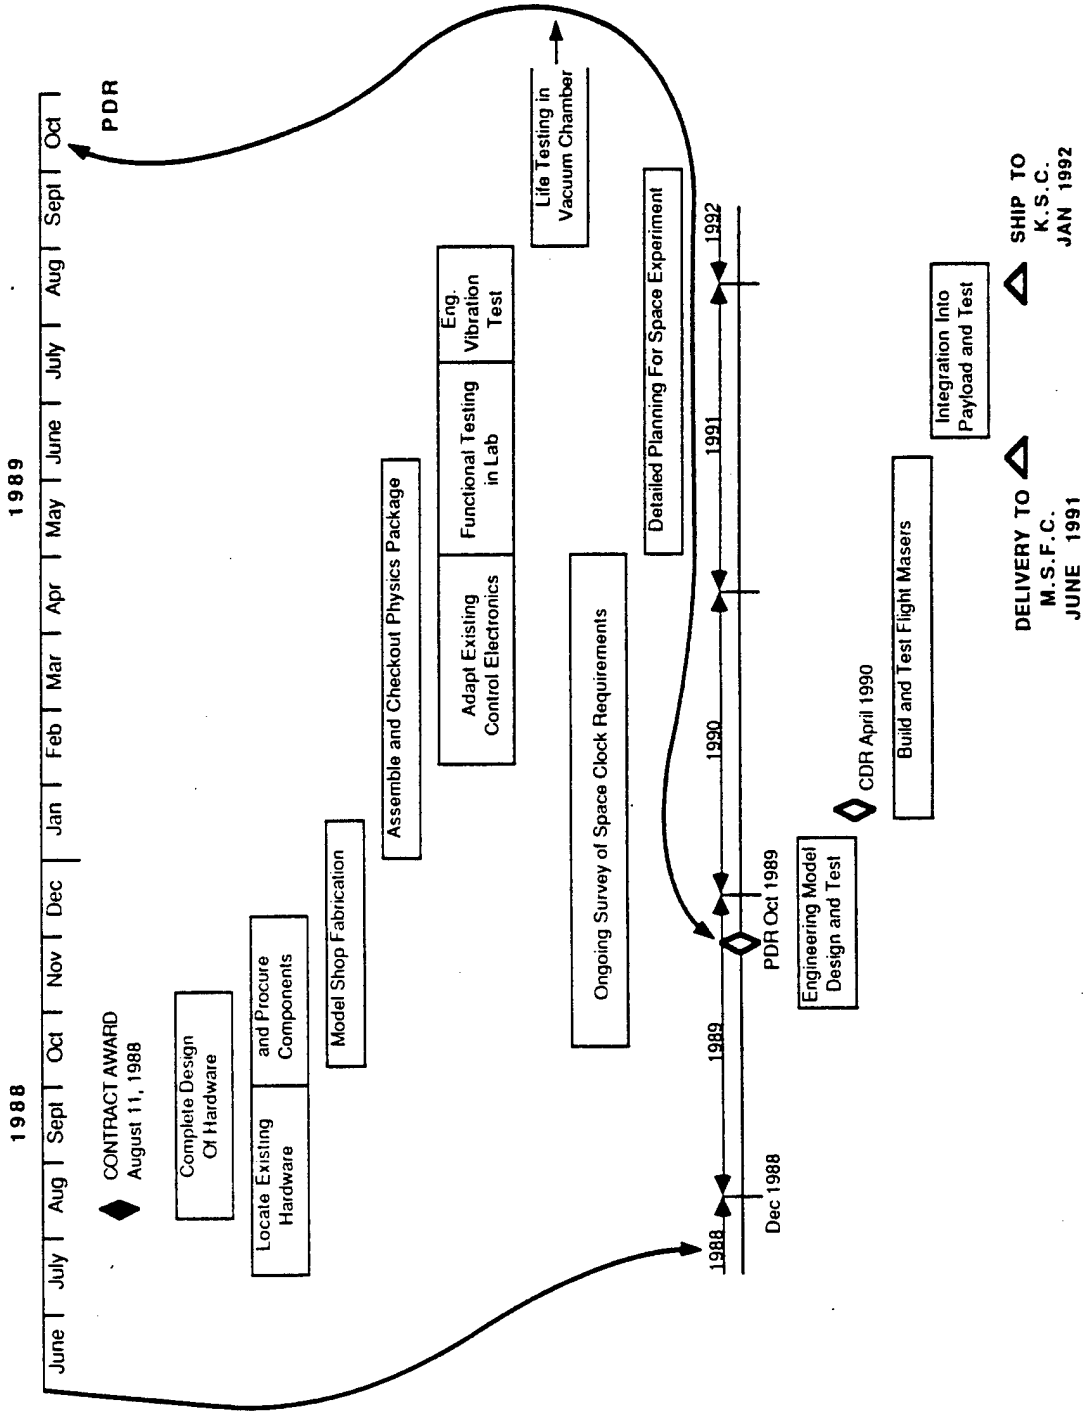 1988
1989
June July Aug Sept Oct Nov Dec Jan Feb Mar Apr May June July Aug Sept Oct
CONTRACT AWARD
August 11, 1988
PDR
Complete Design
Of Hardware
Locate Existing
Hardware
and Procure
Components
Model Shop Fabrication
Assemble and Checkout Physics Package
Adapt Existing
Control Electronics
Functional Testing
in Lab
Eng.
Vibration
Test
Life Testing in
Vacuum Chamber
Ongoing Survey of Space Clock Requirements
Detailed Planning For Space Experiment
1988
1989
1990
1991
1992
Dec 1988
PDR Oct 1989
Engineering Model
Design and Test
CDR April 1990
Build and Test Flight Masers
Integration Into
Payload and Test
DELIVERY TO
M.S.F.C.
JUNE 1991
SHIP TO
K.S.C.
JAN 1992